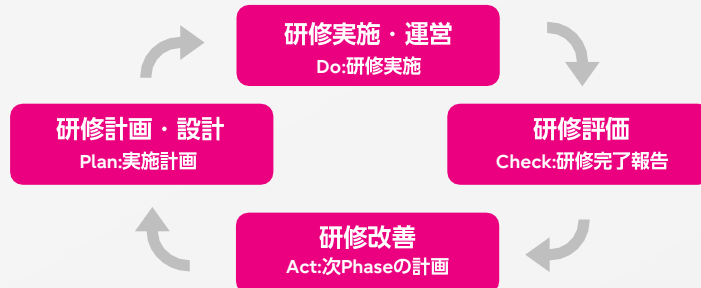 研修実施・運営
Do:研修実施
研修計画・設計
Plan:実施計画
研修評価
Check:研修完了報告
研修改善
Act:次Phaseの計画